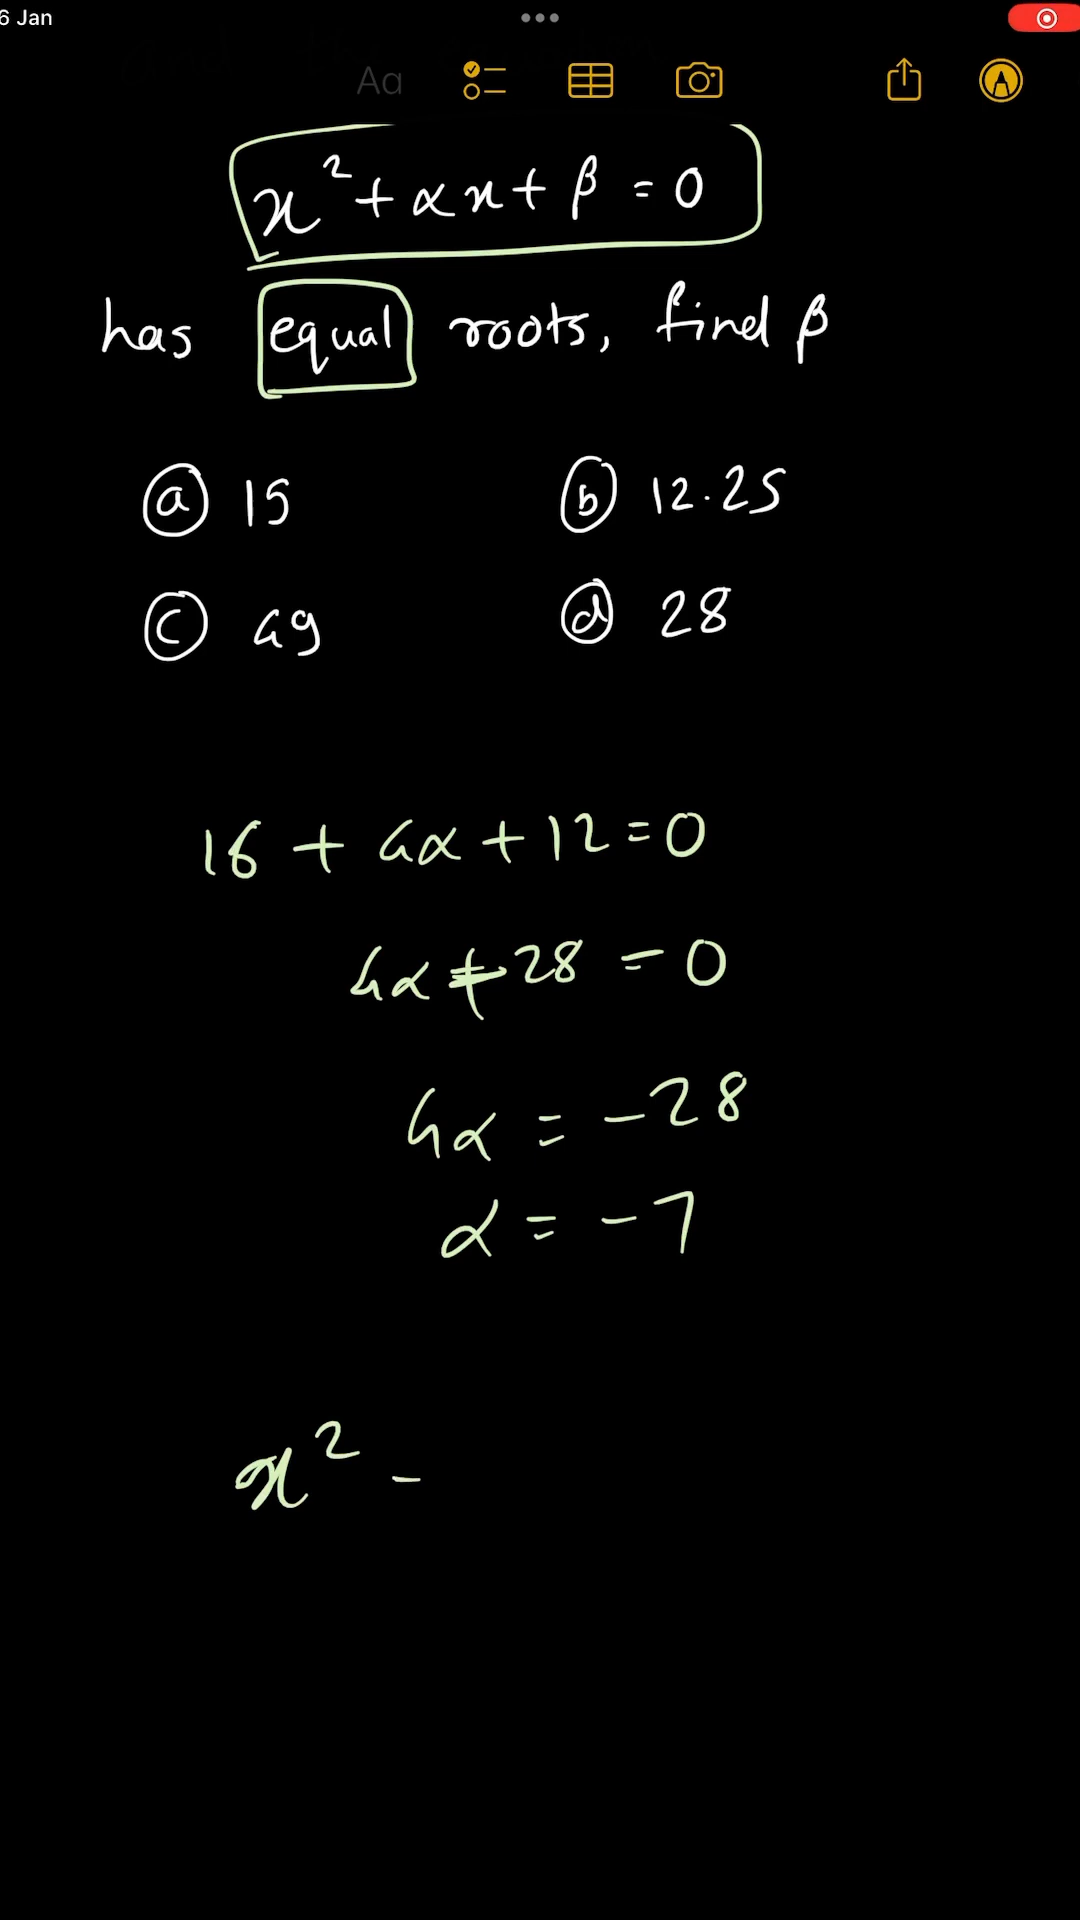 6 Jan
Aa
x² + αx + β = 0
has equal roots, find β
(a) 15 (b) 12.25
(c) 49 (d) 28
16 + 4α + 12 = 0
4α + 28 = 0
4α = -28
α = -7
x² -